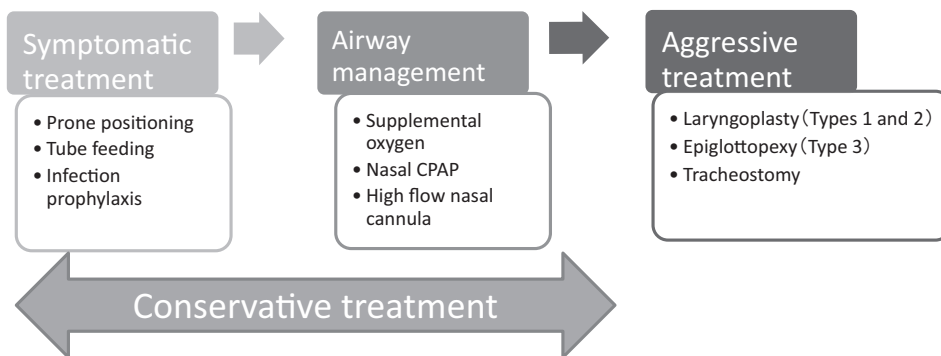 Symptomatic
treatment
• Prone positioning
• Tube feeding
• Infection
prophylaxis
Airway
management
• Supplemental
oxygen
• Nasal CPAP
• High flow nasal
cannula
Aggressive
treatment
• Laryngoplasty（Types 1 and 2）
• Epiglottopexy（Type 3）
• Tracheostomy
Conservative treatment